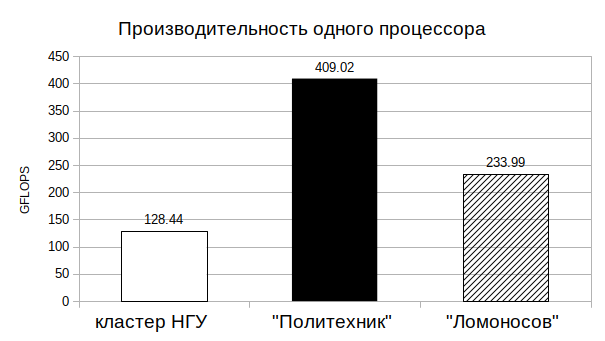 Производительность одного процессора
GFLOPS
450
400
350
300
250
200
150
100
50
0
128.44
409.02
233.99
кластер НГУ
"Политехник"
"Ломоносов"